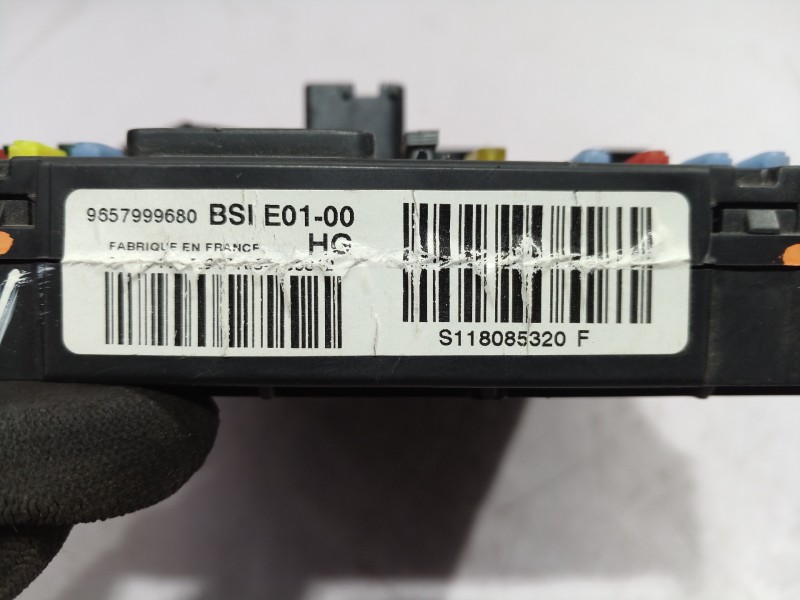 9657999680 BSI E01-00
FABRIQUE EN FRANCE HG
S118085320 F